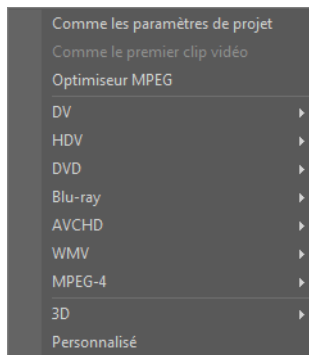 Comme les paramètres de projet
Comme le premier clip vidéo
Optimiseur MPEG
DV
HDV
DVD
Blu-ray
AVCHD
WMV
MPEG-4
3D
Personnalisé